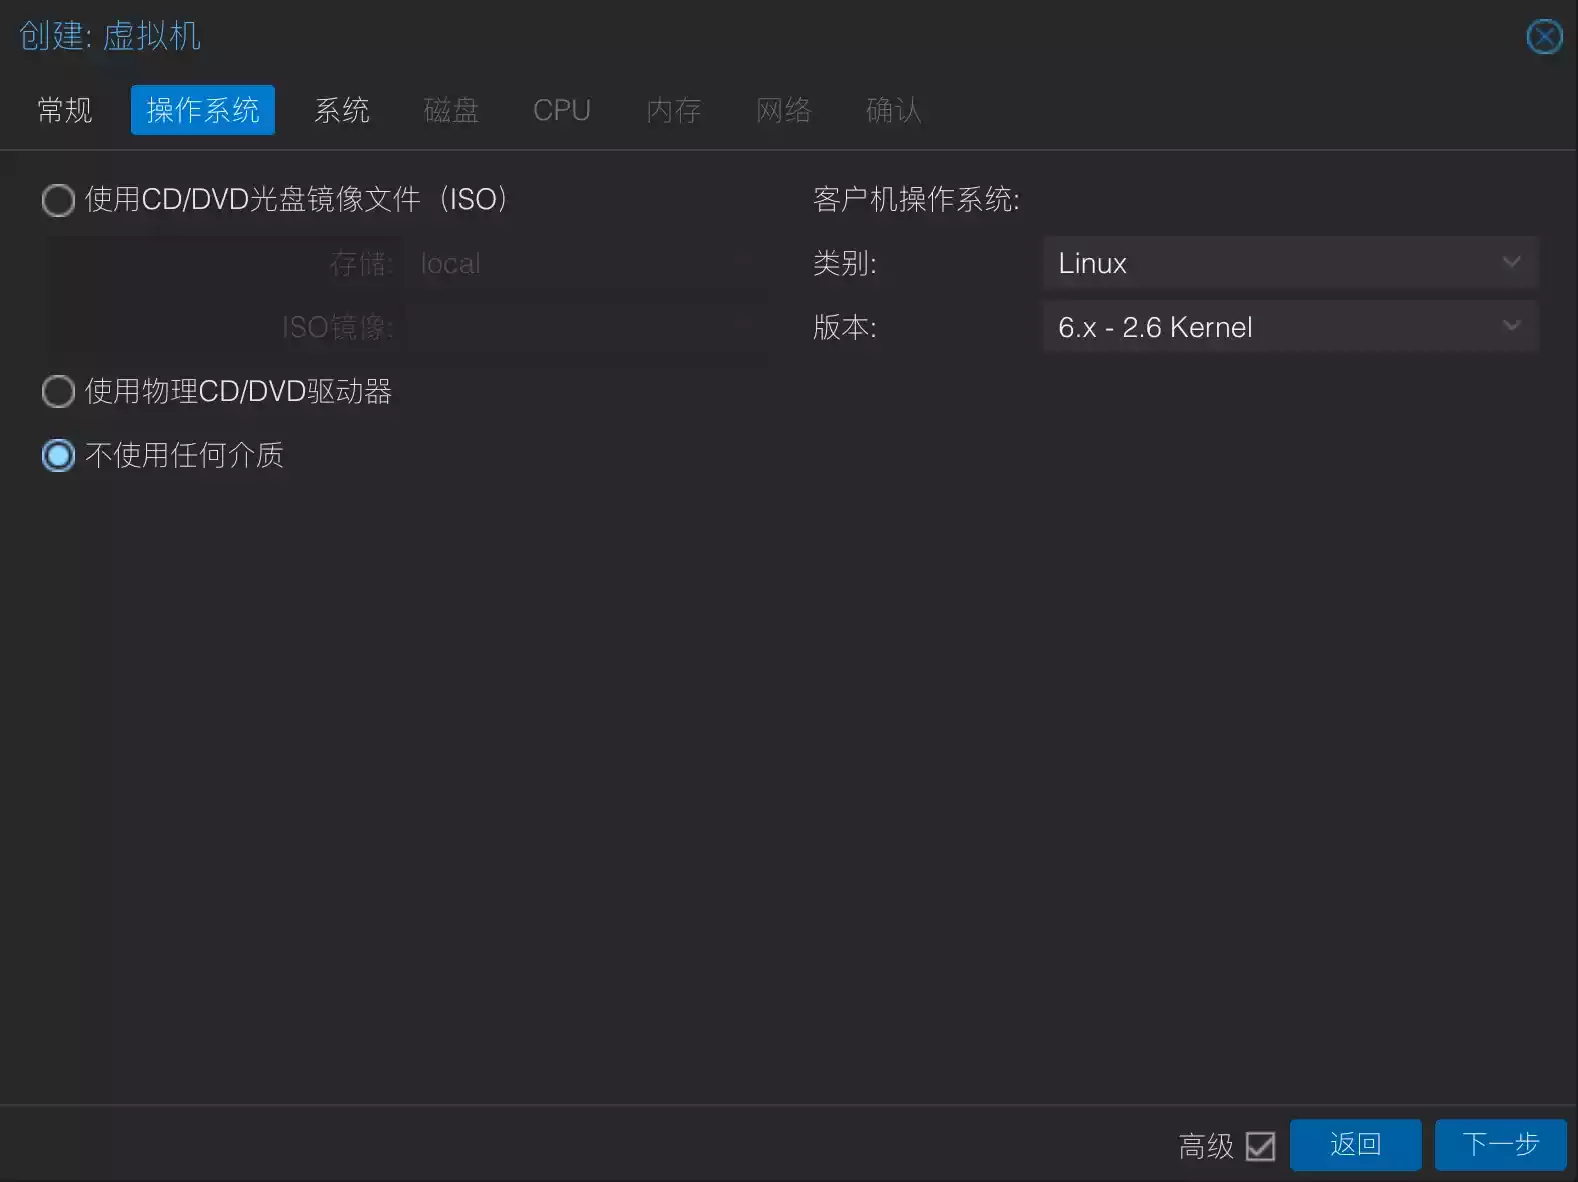 创建: 虚拟机
常规 操作系统 系统 磁盘 CPU 内存 网络 确认
使用CD/DVD光盘镜像文件（ISO）
存储: local
ISO镜像:
使用物理CD/DVD驱动器
不使用任何介质
客户机操作系统:
类别: Linux
版本: 6.x - 2.6 Kernel
高级 返回 下一步